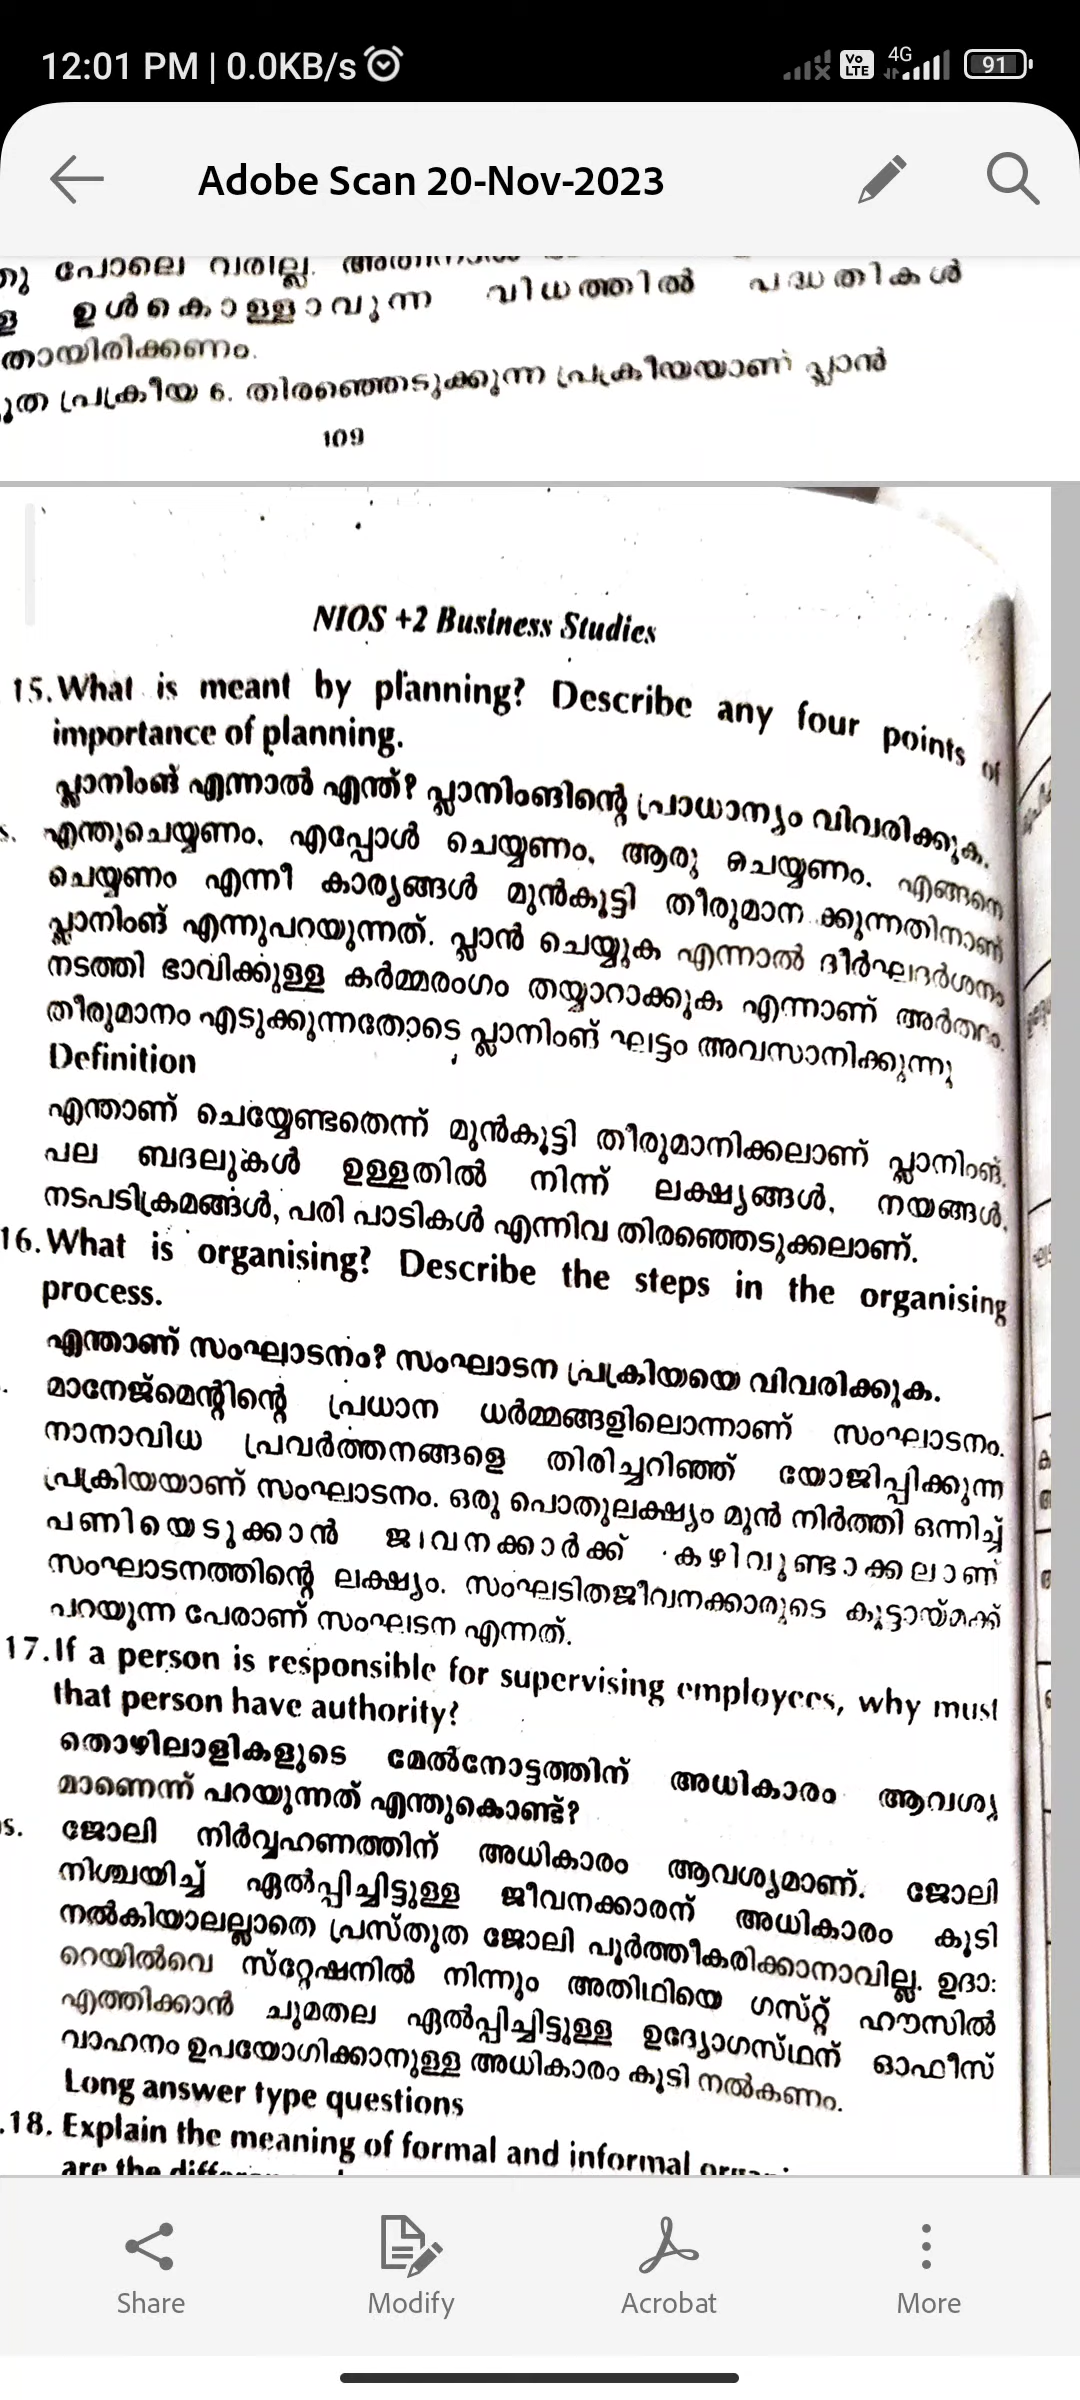 12:01 PM | 0.0KB/s
Vo LTE 4G 91
Adobe Scan 20-Nov-2023
പോലെ വരില്ല.
ഉൾകൊള്ളാവുന്ന വിധത്തിൽ പദ്ധതികൾ
തായിരിക്കണം.
പ്രക്രീയ 6. തിരഞ്ഞെടുക്കുന്ന പ്രക്രീയയാണ് പ്ലാൻ
109
NIOS +2 Business Studies
15. What is meant by planning? Describe any four points of
importance of planning.
പ്ലാനിംങ് എന്നാൽ എന്ത്? പ്ലാനിംങിന്റെ പ്രാധാന്യം വിവരിക്കുക.
s. എന്തുചെയ്യണം, എപ്പോൾ ചെയ്യണം, ആരു ചെയ്യണം. എങ്ങനെ
ചെയ്യണം എന്നീ കാര്യങ്ങൾ മുൻകൂട്ടി തീരുമാന ക്കുന്നതിനാണ്
പ്ലാനിംങ് എന്നുപറയുന്നത്. പ്ലാൻ ചെയ്യുക എന്നാൽ ദീർഘദർശനം
നടത്തി ഭാവിക്കുള്ള കർമ്മരംഗം തയ്യാറാക്കുക എന്നാണ് അർത്ഥം.
തീരുമാനം എടുക്കുന്നതോടെ പ്ലാനിംങ് ഘട്ടം അവസാനിക്കുന്നു
Definition
എന്താണ് ചെയ്യേണ്ടതെന്ന് മുൻകൂട്ടി തീരുമാനിക്കലാണ് പ്ലാനിംങ്.
പല ബദലുകൾ ഉള്ളതിൽ നിന്ന് ലക്ഷ്യങ്ങൾ, നയങ്ങൾ,
നടപടിക്രമങ്ങൾ, പരി പാടികൾ എന്നിവ തിരഞ്ഞെടുക്കലാണ്.
16. What is organising? Describe the steps in the organising
process.
എന്താണ് സംഘാടനം? സംഘാടന പ്രക്രിയയെ വിവരിക്കുക.
മാനേജ്മെന്റിന്റെ പ്രധാന ധർമ്മങ്ങളിലൊന്നാണ് സംഘാടനം.
നാനാവിധ പ്രവർത്തനങ്ങളെ തിരിച്ചറിഞ്ഞ് യോജിപ്പിക്കുന്ന
പ്രക്രിയയാണ് സംഘാടനം. ഒരു പൊതുലക്ഷ്യം മുൻ നിർത്തി ഒന്നിച്ച്
പണിയെടുക്കാൻ ജീവനക്കാർക്ക് കഴിവുണ്ടാക്കലാണ്
സംഘാടനത്തിന്റെ ലക്ഷ്യം. സംഘടിതജീവനക്കാരുടെ കൂട്ടായ്മക്ക്
പറയുന്ന പേരാണ് സംഘടന എന്നത്.
17. If a person is responsible for supervising employees, why must
that person have authority?
തൊഴിലാളികളുടെ മേൽനോട്ടത്തിന് അധികാരം ആവശ്യ
മാണെന്ന് പറയുന്നത് എന്തുകൊണ്ട്?
s. ജോലി നിർവ്വഹണത്തിന് അധികാരം ആവശ്യമാണ്. ജോലി
നിശ്ചയിച്ച് ഏൽപ്പിച്ചിട്ടുള്ള ജീവനക്കാരന് അധികാരം കൂടി
നൽകിയാലല്ലാതെ പ്രസ്തുത ജോലി പൂർത്തീകരിക്കാനാവില്ല. ഉദാ:
റെയിൽവെ സ്റ്റേഷനിൽ നിന്നും അതിഥിയെ ഗസ്റ്റ് ഹൗസിൽ
എത്തിക്കാൻ ചുമതല ഏൽപ്പിച്ചിട്ടുള്ള ഉദ്യോഗസ്ഥന് ഓഫീസ്
വാഹനം ഉപയോഗിക്കാനുള്ള അധികാരം കൂടി നൽകണം.
Long answer type questions
18. Explain the meaning of formal and informal
are the
Share Modify Acrobat More